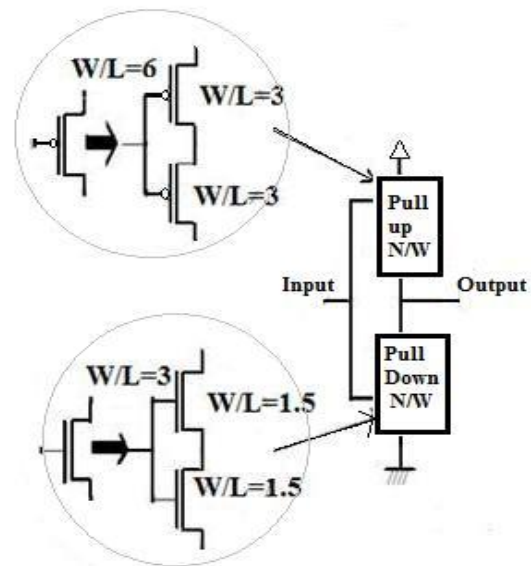 W/L=6
W/L=3
W/L=3
Pull
up
N/W
Input
Output
Pull
Down
N/W
W/L=3
W/L=1.5
W/L=1.5